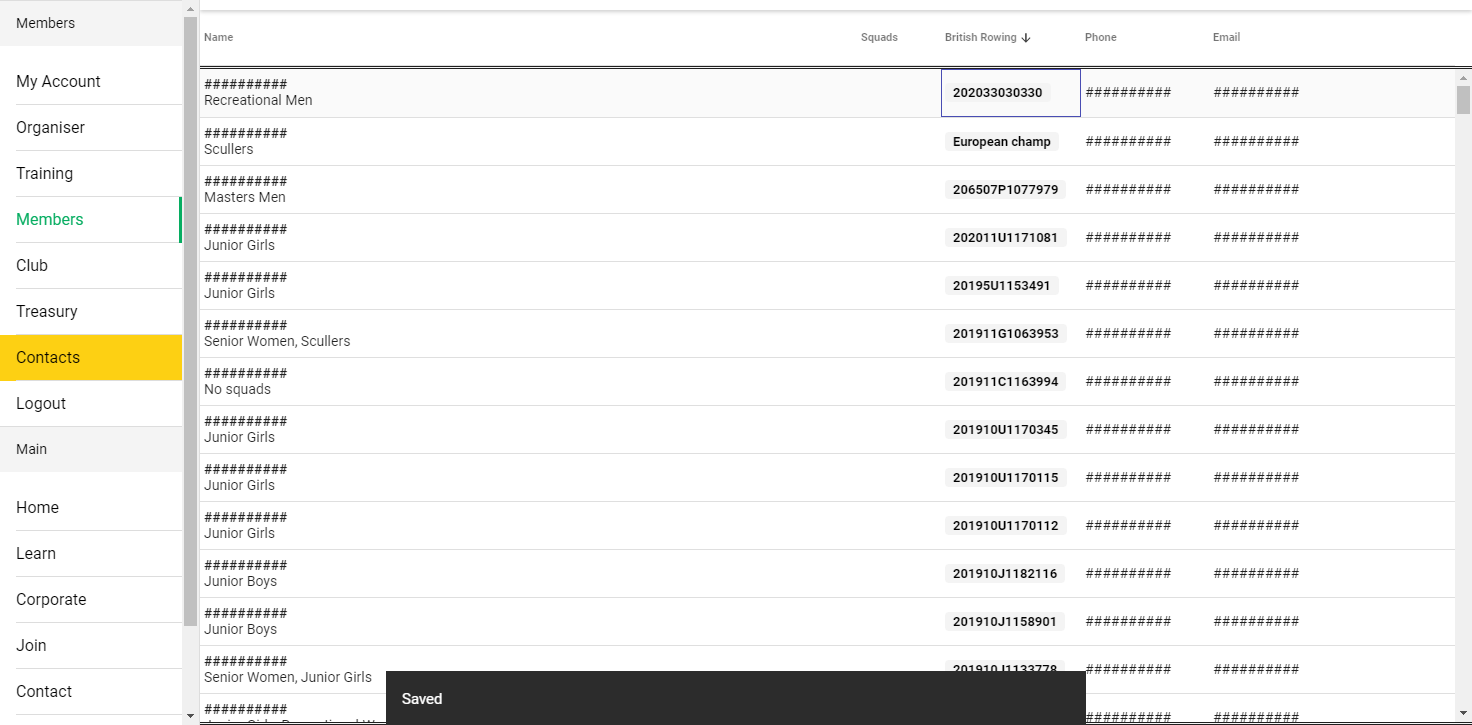 Members
My Account
Organiser
Training
Members
Club
Treasury
Contacts
Logout
Main
Home
Learn
Corporate
Join
Contact
Name Squads British Rowing Phone Email
##########
Recreational Men
202033030330 ########## ##########
##########
Scullers
European champ ########## ##########
##########
Masters Men
206507P1077979 ########## ##########
##########
Junior Girls
202011U1171081 ########## ##########
##########
Junior Girls
20195U1153491 ########## ##########
##########
Senior Women, Scullers
201911G1063953 ########## ##########
##########
No squads
201911C1163994 ########## ##########
##########
Junior Girls
201910U1170345 ########## ##########
##########
Junior Girls
201910U1170115 ########## ##########
##########
Junior Girls
201910U1170112 ########## ##########
##########
Junior Boys
201910J1182116 ########## ##########
##########
Junior Boys
201910J1158901 ########## ##########
##########
Senior Women, Junior Girls
201910J1133778 ########## ##########
##########
########## ##########
Saved